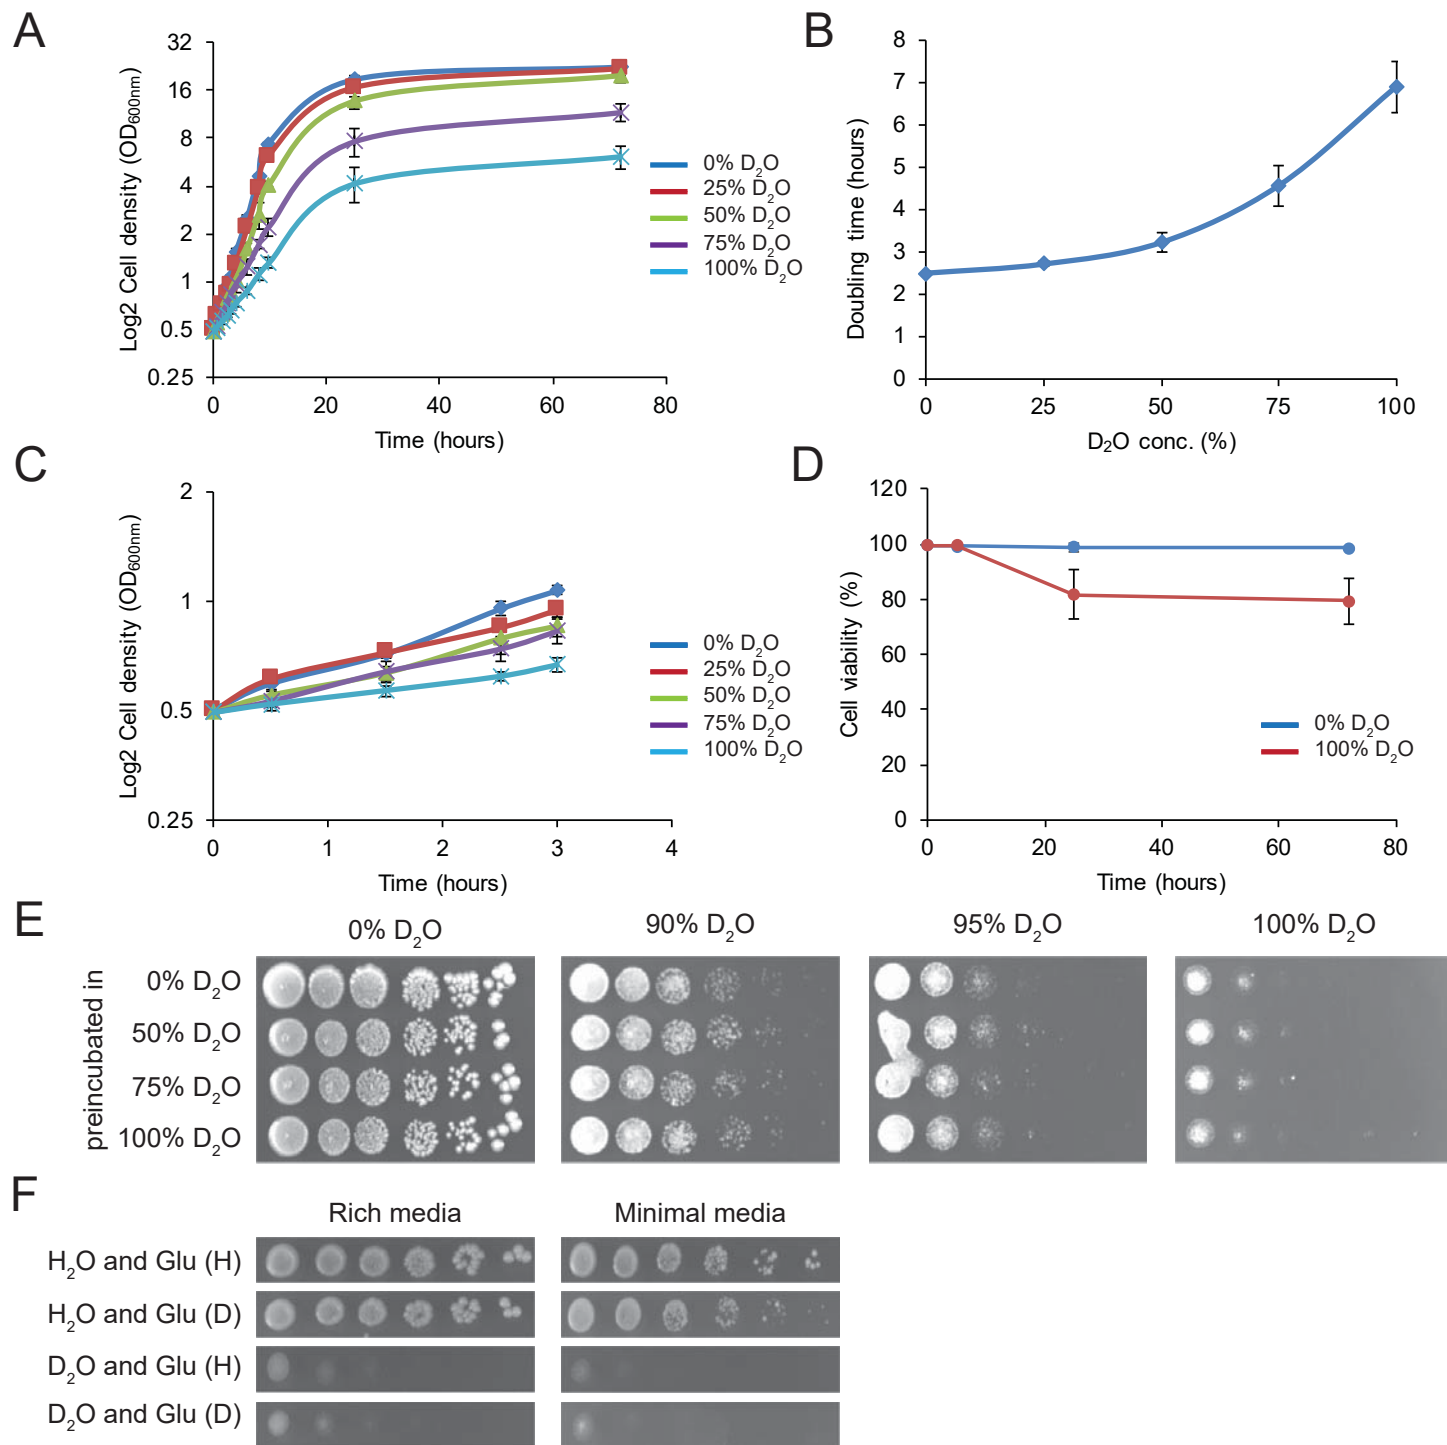 A
Log2 Cell density (OD600nm)
32
16
8
4
2
1
0.5
0.25
0 20 40 60 80
Time (hours)
0% D2O
25% D2O
50% D2O
75% D2O
100% D2O
B
Doubling time (hours)
8
7
6
5
4
3
2
1
0
0 25 50 75 100
D2O conc. (%)
C
Log2 Cell density (OD600nm)
2
1
0.5
0.25
0 1 2 3 4
Time (hours)
0% D2O
25% D2O
50% D2O
75% D2O
100% D2O
D
Cell viability (%)
120
100
80
60
40
20
0
0 20 40 60 80
Time (hours)
0% D2O
100% D2O
E
0% D2O 90% D2O 95% D2O 100% D2O
preincubated in
0% D2O
50% D2O
75% D2O
100% D2O
F
Rich media Minimal media
H2O and Glu (H)
H2O and Glu (D)
D2O and Glu (H)
D2O and Glu (D)